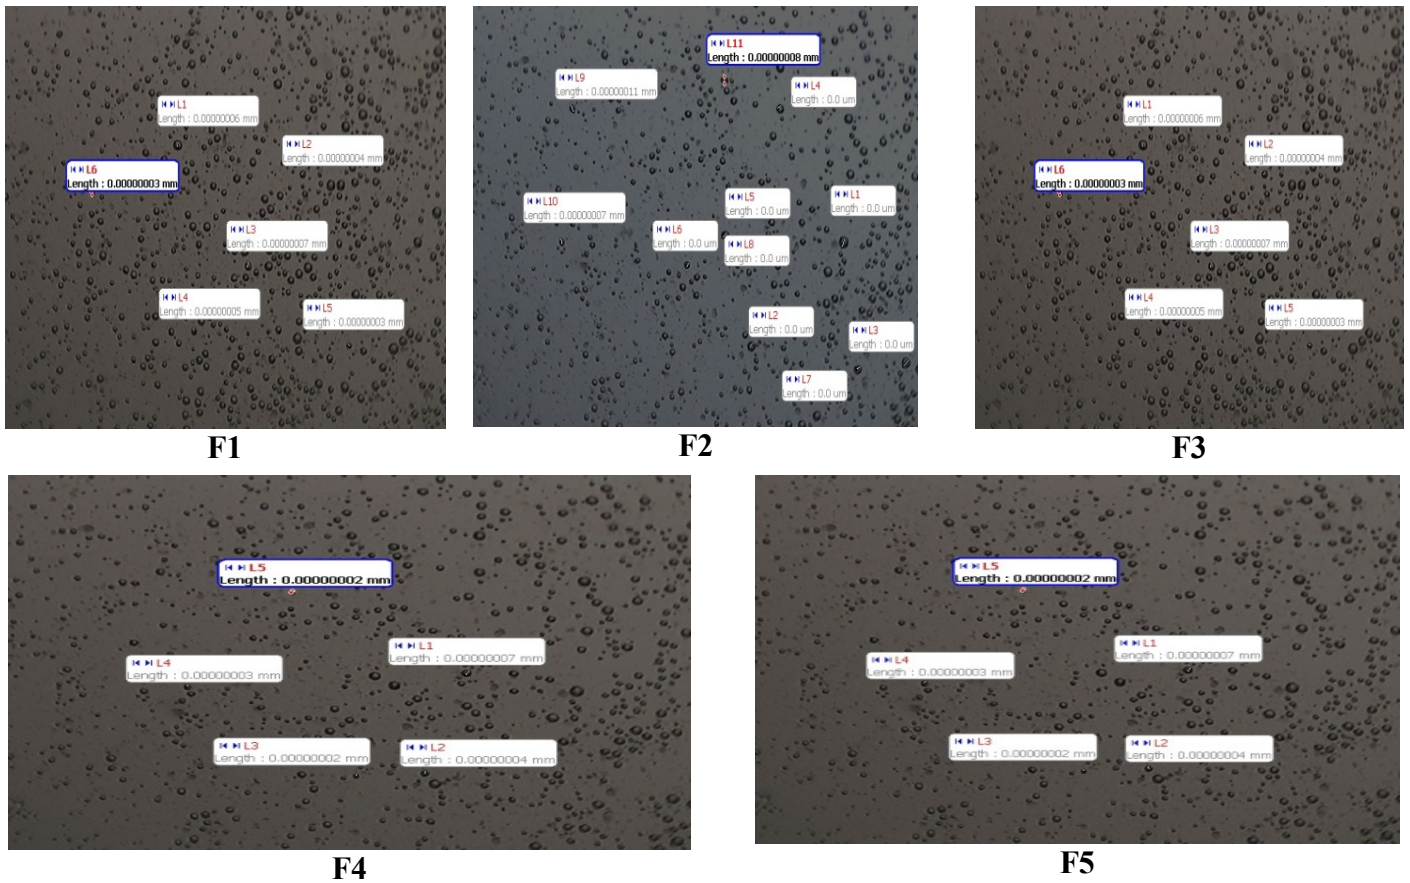 L1
Length : 0.00000006 mm
L2
Length : 0.00000004 mm
L6
Length : 0.00000003 mm
L3
Length : 0.00000007 mm
L4
Length : 0.00000005 mm
L5
Length : 0.00000003 mm
F1
L11
Length : 0.00000008 mm
L9
Length : 0.00000011 mm
L4
Length : 0.0 um
L10
Length : 0.00000007 mm
L5
Length : 0.0 um
L1
Length : 0.0 um
L6
Length : 0.0 um
L8
Length : 0.0 um
L2
Length : 0.0 um
L3
Length : 0.0 um
L7
Length : 0.0 um
F2
L1
Length : 0.00000006 mm
L2
Length : 0.00000004 mm
L6
Length : 0.00000003 mm
L3
Length : 0.00000007 mm
L4
Length : 0.00000005 mm
L5
Length : 0.00000003 mm
F3
L5
Length : 0.00000002 mm
L1
Length : 0.00000007 mm
L4
Length : 0.00000003 mm
L3
Length : 0.00000002 mm
L2
Length : 0.00000004 mm
F4
L5
Length : 0.00000002 mm
L1
Length : 0.00000007 mm
L4
Length : 0.00000003 mm
L3
Length : 0.00000002 mm
L2
Length : 0.00000004 mm
F5